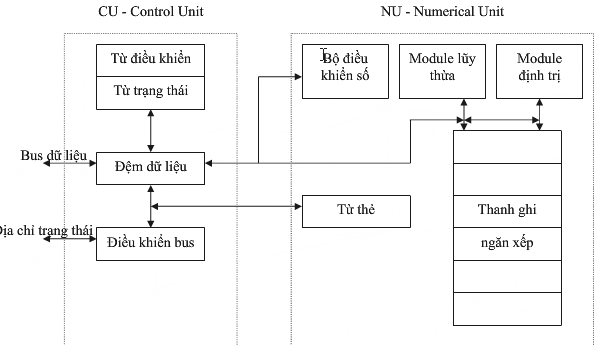 CU - Control Unit
NU - Numerical Unit
Từ điều khiển
Từ trạng thái
Bộ điều
khiển số
Module lũy
thừa
Module
định trị
Bus dữ liệu
Đệm dữ liệu
Từ thẻ
Thanh ghi
ngăn xếp
Địa chỉ trạng thái
Điều khiển bus